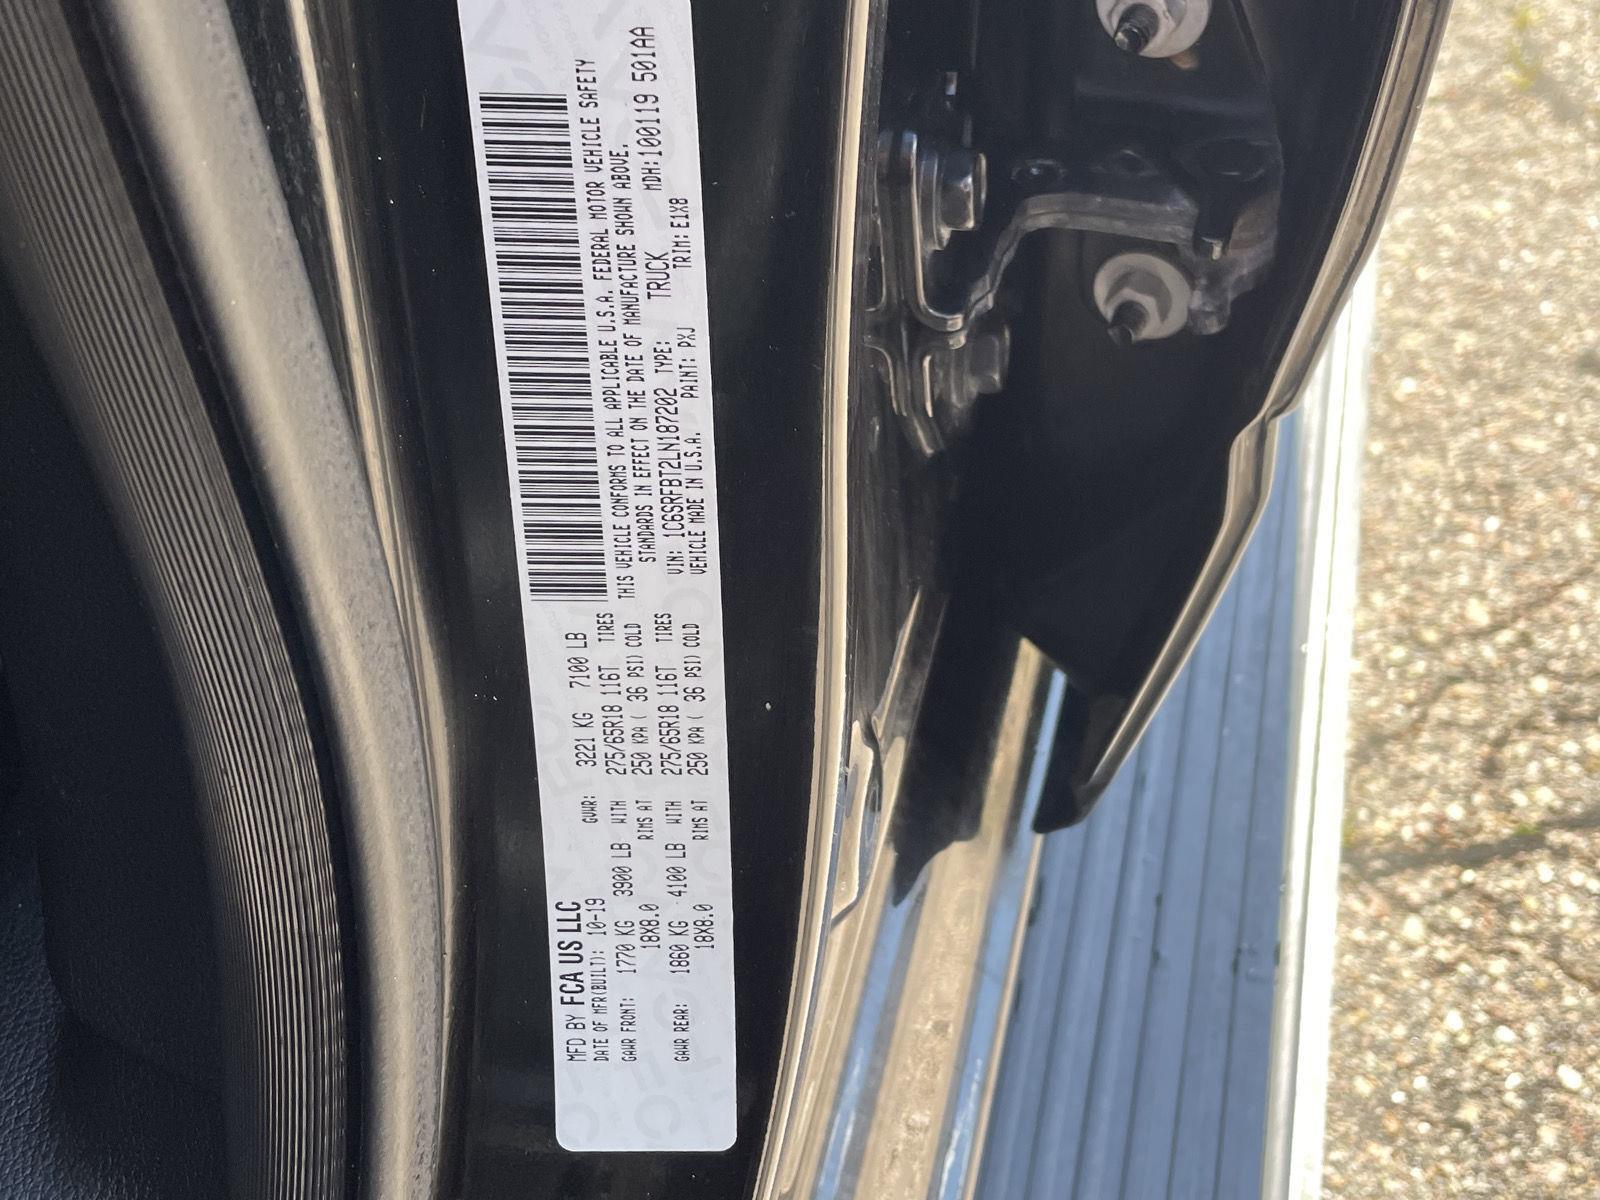 MFD BY FCA US LLC
DATE OF MFR(BUILT): 10-19 GVWR: 3221 KG 7100 LB
GAWR FRONT: 1770 KG 3900 LB WITH 275/65R18 116T TIRES
18X8.0 RIMS AT 250 KPA ( 36 PSI) COLD
GAWR REAR: 1860 KG 4100 LB WITH 275/65R18 116T TIRES
18X8.0 RIMS AT 250 KPA ( 36 PSI) COLD
THIS VEHICLE CONFORMS TO ALL APPLICABLE U.S.A. FEDERAL MOTOR VEHICLE SAFETY
STANDARDS IN EFFECT ON THE DATE OF MANUFACTURE SHOWN ABOVE.
VIN: 1C6SRFBT2LN187202 TYPE: TRUCK MDH:100119 501AA
VEHICLE MADE IN U.S.A. PAINT: PXJ TRIM: E1X8